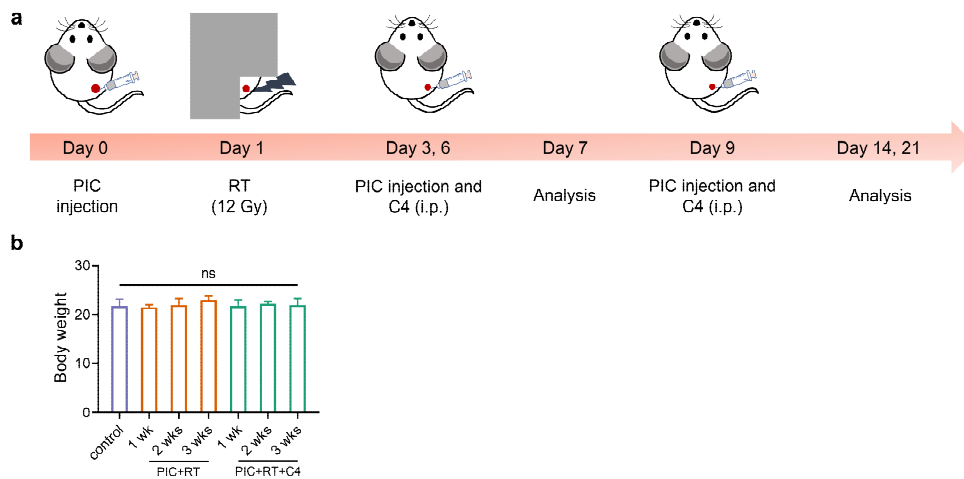 a
Day 0
Day 1
Day 3, 6
Day 7
Day 9
Day 14, 21
PIC
injection
RT
(12 Gy)
PIC injection and
C4 (i.p.)
Analysis
PIC injection and
C4 (i.p.)
Analysis
b
Body weight
30
20
10
0
ns
control
1 wk
2 wks
3 wks
1 wk
2 wks
3 wks
PIC+RT
PIC+RT+C4